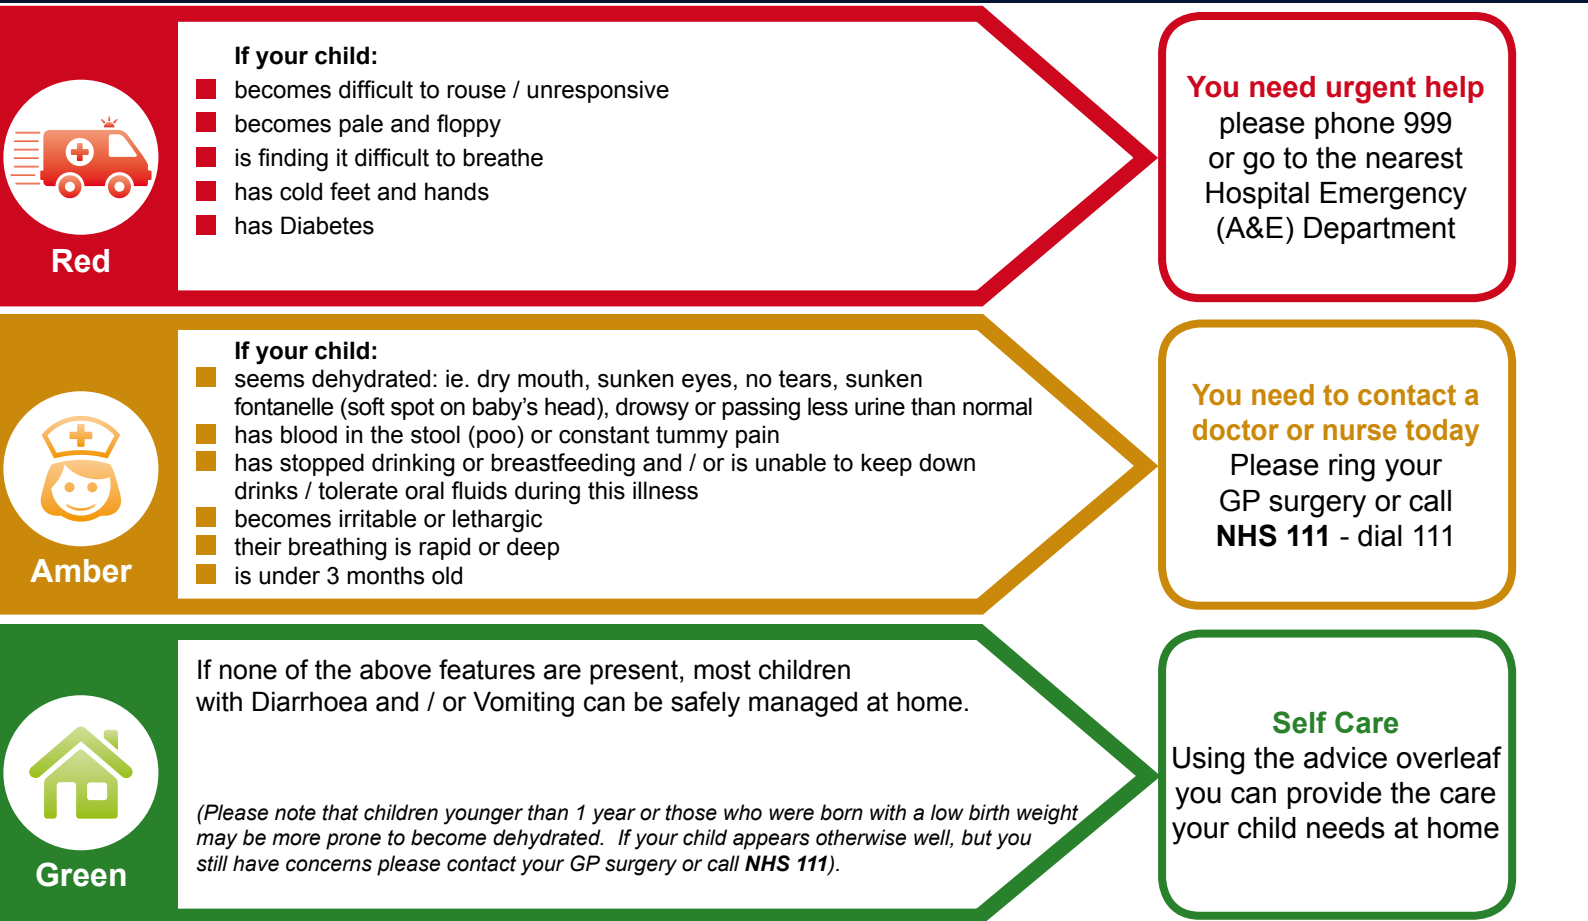 If your child:
becomes difficult to rouse / unresponsive
becomes pale and floppy
is finding it difficult to breathe
has cold feet and hands
has Diabetes
Red
You need urgent help
please phone 999
or go to the nearest
Hospital Emergency
(A&E) Department
If your child:
seems dehydrated: ie. dry mouth, sunken eyes, no tears, sunken
fontanelle (soft spot on baby's head), drowsy or passing less urine than normal
has blood in the stool (poo) or constant tummy pain
has stopped drinking or breastfeeding and / or is unable to keep down
drinks / tolerate oral fluids during this illness
becomes irritable or lethargic
their breathing is rapid or deep
is under 3 months old
Amber
You need to contact a
doctor or nurse today
Please ring your
GP surgery or call
NHS 111 - dial 111
If none of the above features are present, most children
with Diarrhoea and / or Vomiting can be safely managed at home.
(Please note that children younger than 1 year or those who were born with a low birth weight
may be more prone to become dehydrated.  If your child appears otherwise well, but you
still have concerns please contact your GP surgery or call NHS 111).
Green
Self Care
Using the advice overleaf
you can provide the care
your child needs at home